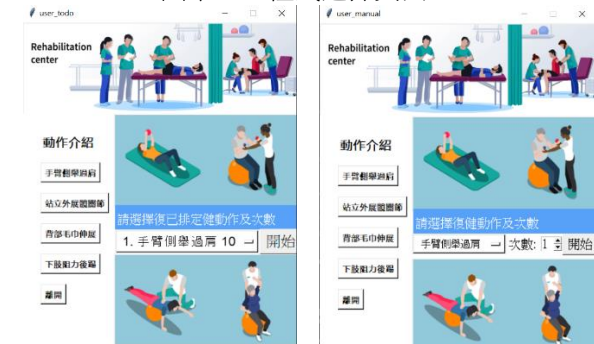 user_todo
Rehabilitation
center
動作介紹
手臂側舉過肩
站立外展髖關節
背部毛巾伸展
下肢阻力後踢
離開
請選擇復已排定健動作及次數
1. 手臂側舉過肩 10
開始
user_manual
Rehabilitation
center
動作介紹
手臂側舉過肩
站立外展髖關節
背部毛巾伸展
下肢阻力後踢
離開
請選擇復健動作及次數
手臂側舉過肩
次數: 1
開始